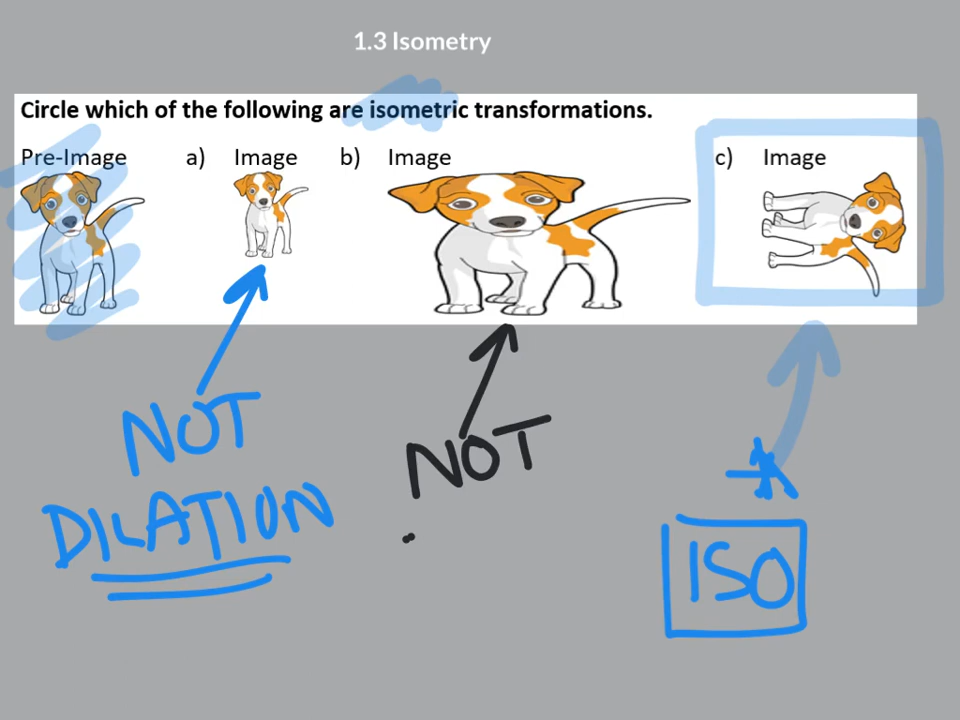 1.3 Isometry
Circle which of the following are isometric transformations.
Pre-Image a) Image b) Image c) Image
NOT
DILATION
NOT
ISO